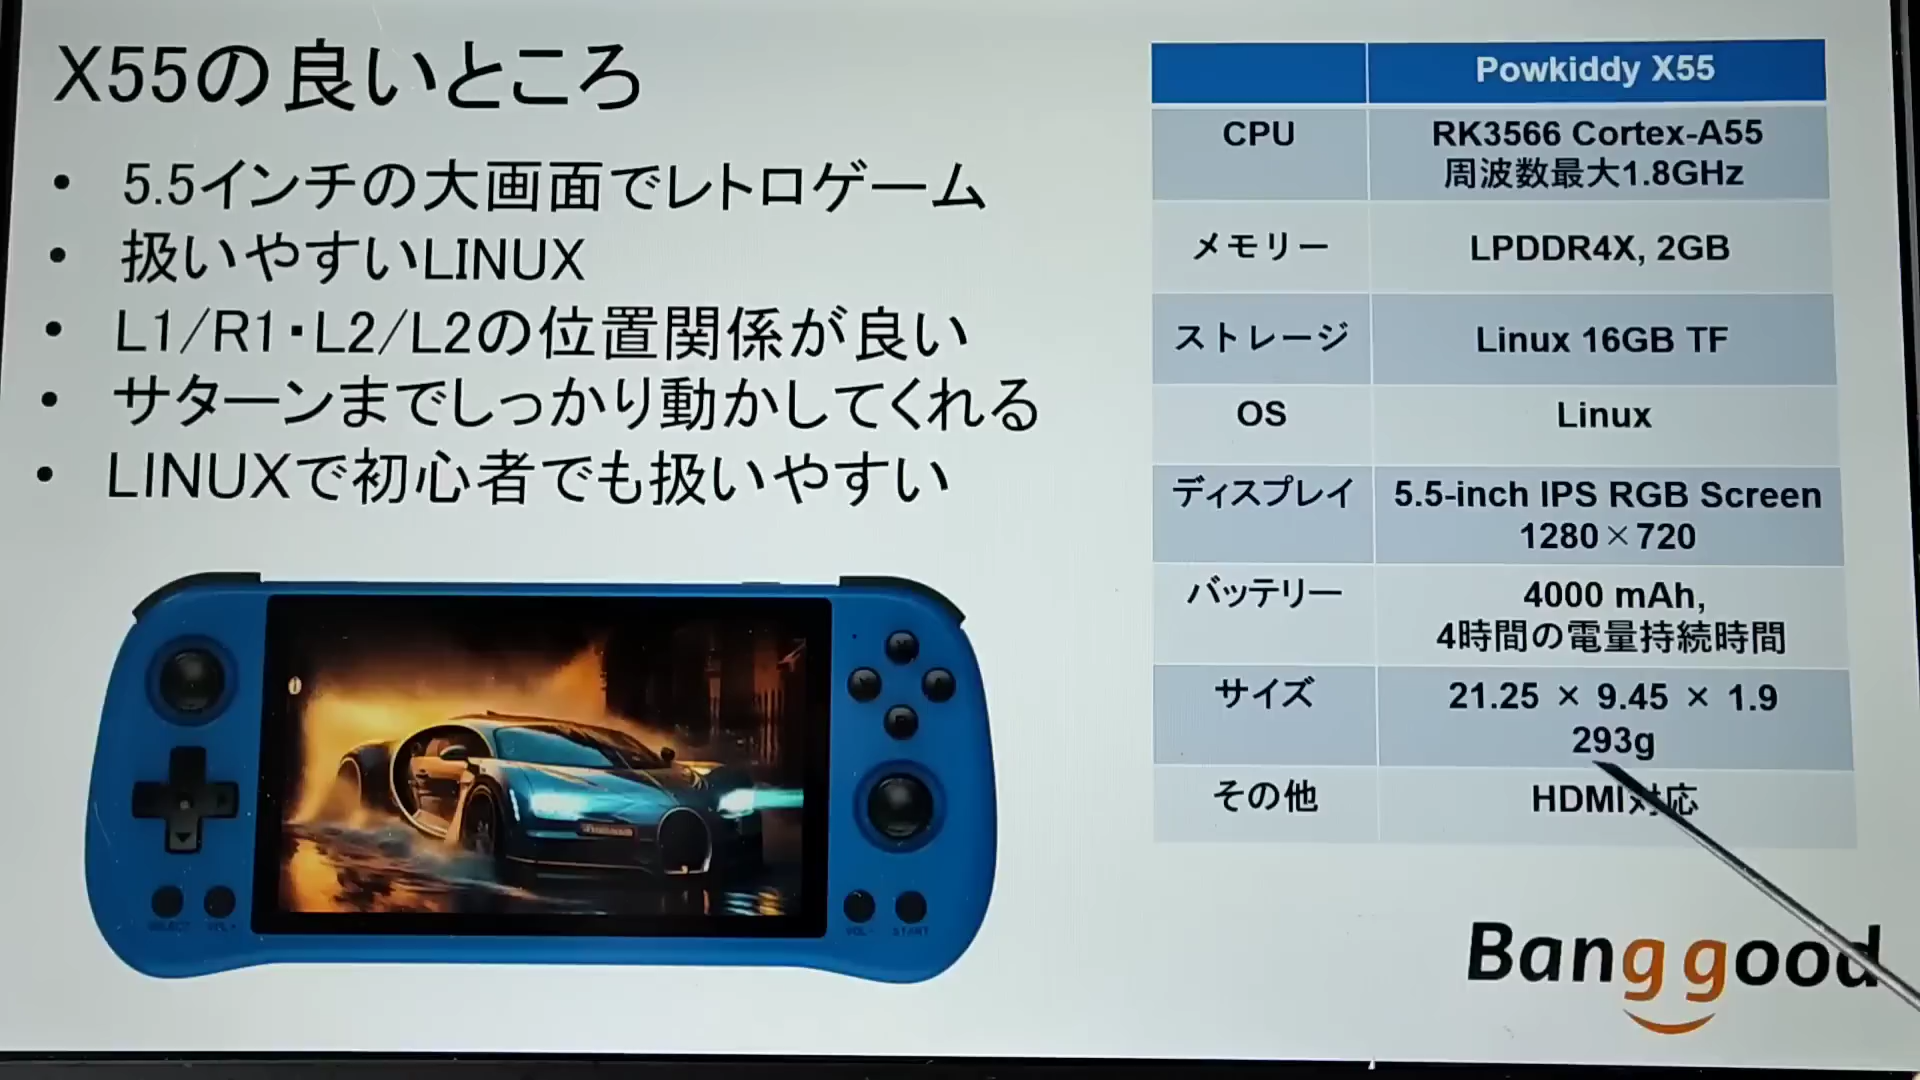 X55の良いところ
• 5.5インチの大画面でレトロゲーム
• 扱いやすいLINUX
• L1/R1・L2/L2の位置関係が良い
• サターンまでしっかり動かしてくれる
• LINUXで初心者でも扱いやすい
Powkiddy X55
CPU
RK3566 Cortex-A55
周波数最大1.8GHz
メモリー
LPDDR4X, 2GB
ストレージ
Linux 16GB TF
OS
Linux
ディスプレイ
5.5-inch IPS RGB Screen
1280×720
バッテリー
4000 mAh,
4時間の電量持続時間
サイズ
21.25 × 9.45 × 1.9
293g
その他
HDMI対応
SELECT
VOL+
VOL-
START
Banggood